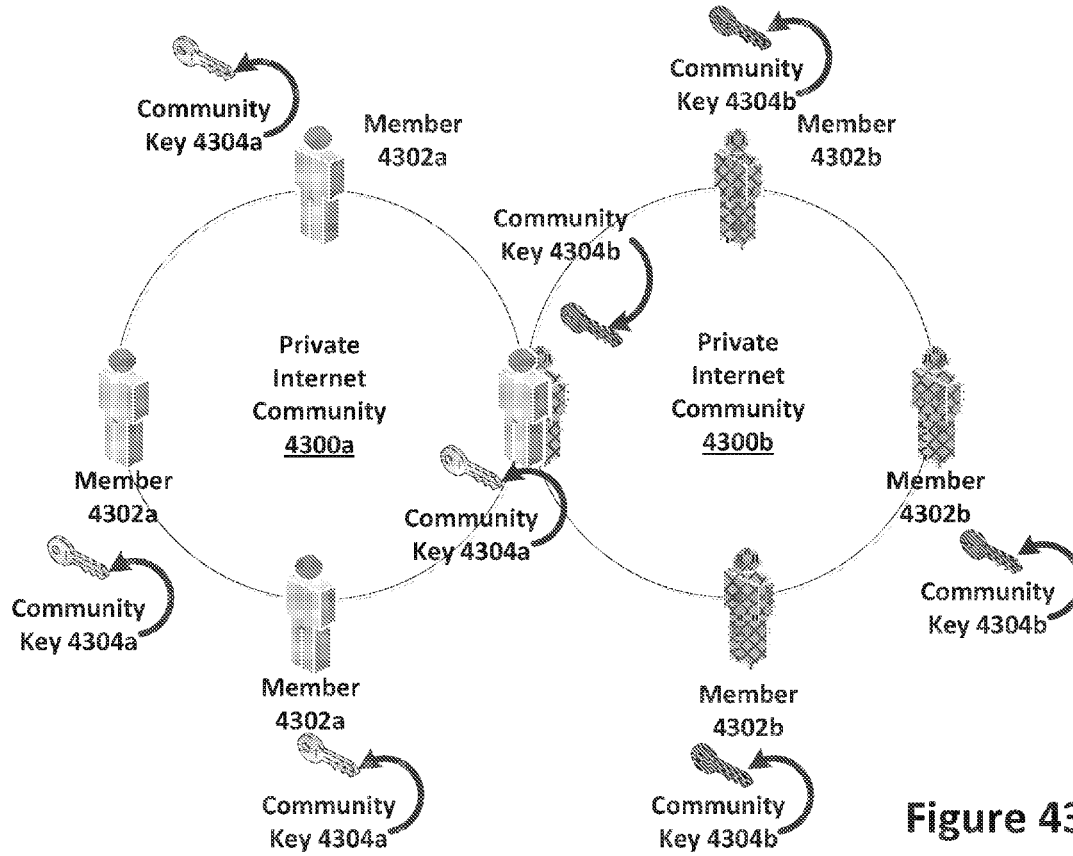 Community
Key 4304a
Member
4302a
Community
Key 4304b
Member
4302b
Community
Key 4304b
Private
Internet
Community
4300a
Private
Internet
Community
4300b
Member
4302a
Community
Key 4304a
Member
4302b
Community
Key 4304a
Community
Key 4304b
Member
4302a
Member
4302b
Community
Key 4304a
Community
Key 4304b
Figure 43